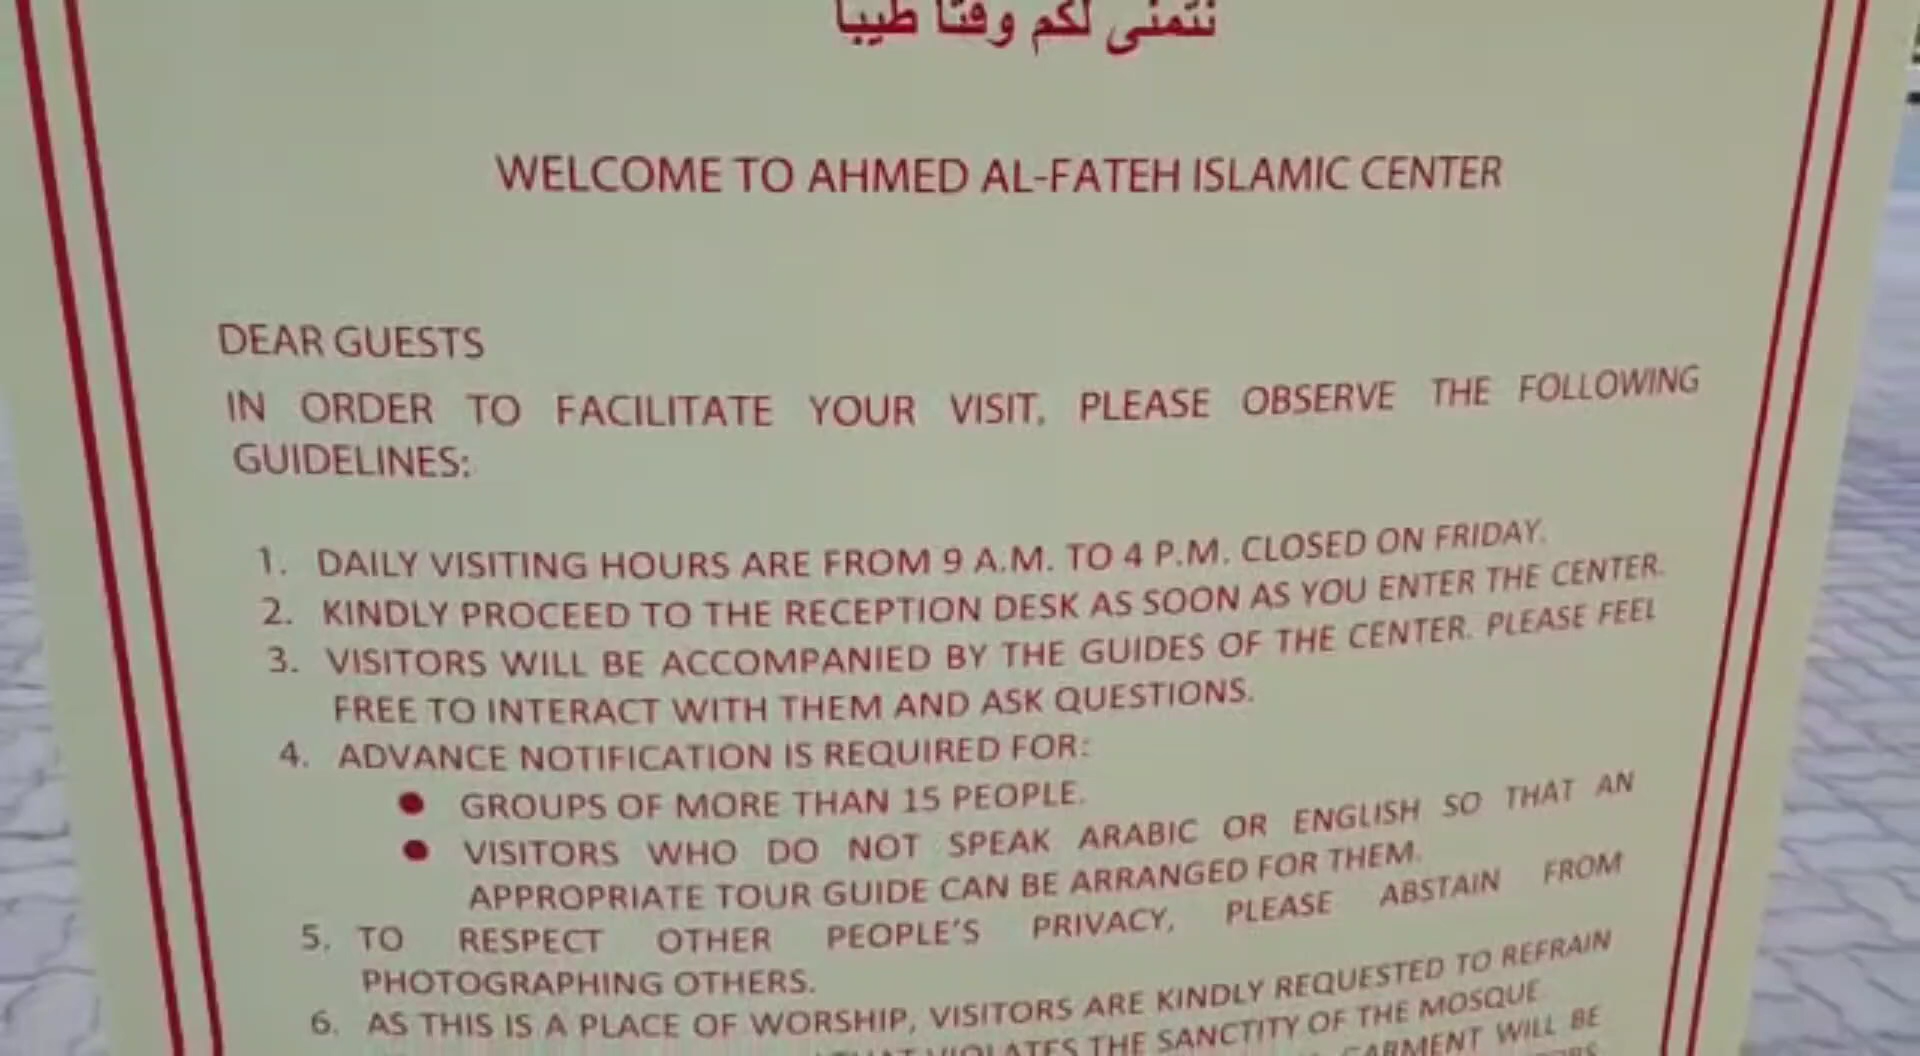 نتمنى لكم وقتا طيبا
WELCOME TO AHMED AL-FATEH ISLAMIC CENTER
DEAR GUESTS
IN ORDER TO FACILITATE YOUR VISIT, PLEASE OBSERVE THE FOLLOWING
GUIDELINES:
1. DAILY VISITING HOURS ARE FROM 9 A.M. TO 4 P.M. CLOSED ON FRIDAY.
2. KINDLY PROCEED TO THE RECEPTION DESK AS SOON AS YOU ENTER THE CENTER.
3. VISITORS WILL BE ACCOMPANIED BY THE GUIDES OF THE CENTER. PLEASE FEEL
FREE TO INTERACT WITH THEM AND ASK QUESTIONS.
4. ADVANCE NOTIFICATION IS REQUIRED FOR:
● GROUPS OF MORE THAN 15 PEOPLE.
● VISITORS WHO DO NOT SPEAK ARABIC OR ENGLISH SO THAT AN
APPROPRIATE TOUR GUIDE CAN BE ARRANGED FOR THEM.
5. TO RESPECT OTHER PEOPLE'S PRIVACY, PLEASE ABSTAIN FROM
PHOTOGRAPHING OTHERS.
6. AS THIS IS A PLACE OF WORSHIP, VISITORS ARE KINDLY REQUESTED TO REFRAIN
VIOLATES THE SANCTITY OF THE MOSQUE.
GARMENT WILL BE